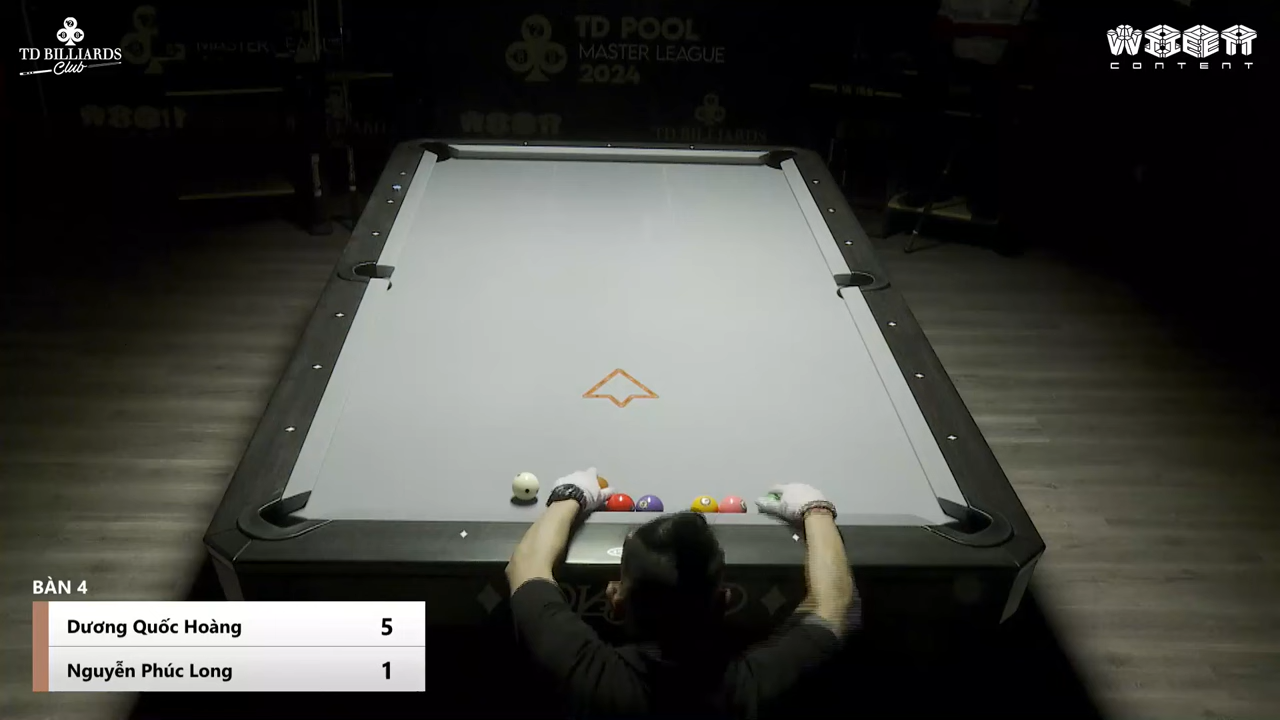 TD BILLIARDS
Club
TD POOL
MASTER LEAGUE
2024
WOON
CONTENT
TD BILLIARDS
BÀN 4
Dương Quốc Hoàng 5
Nguyễn Phúc Long 1